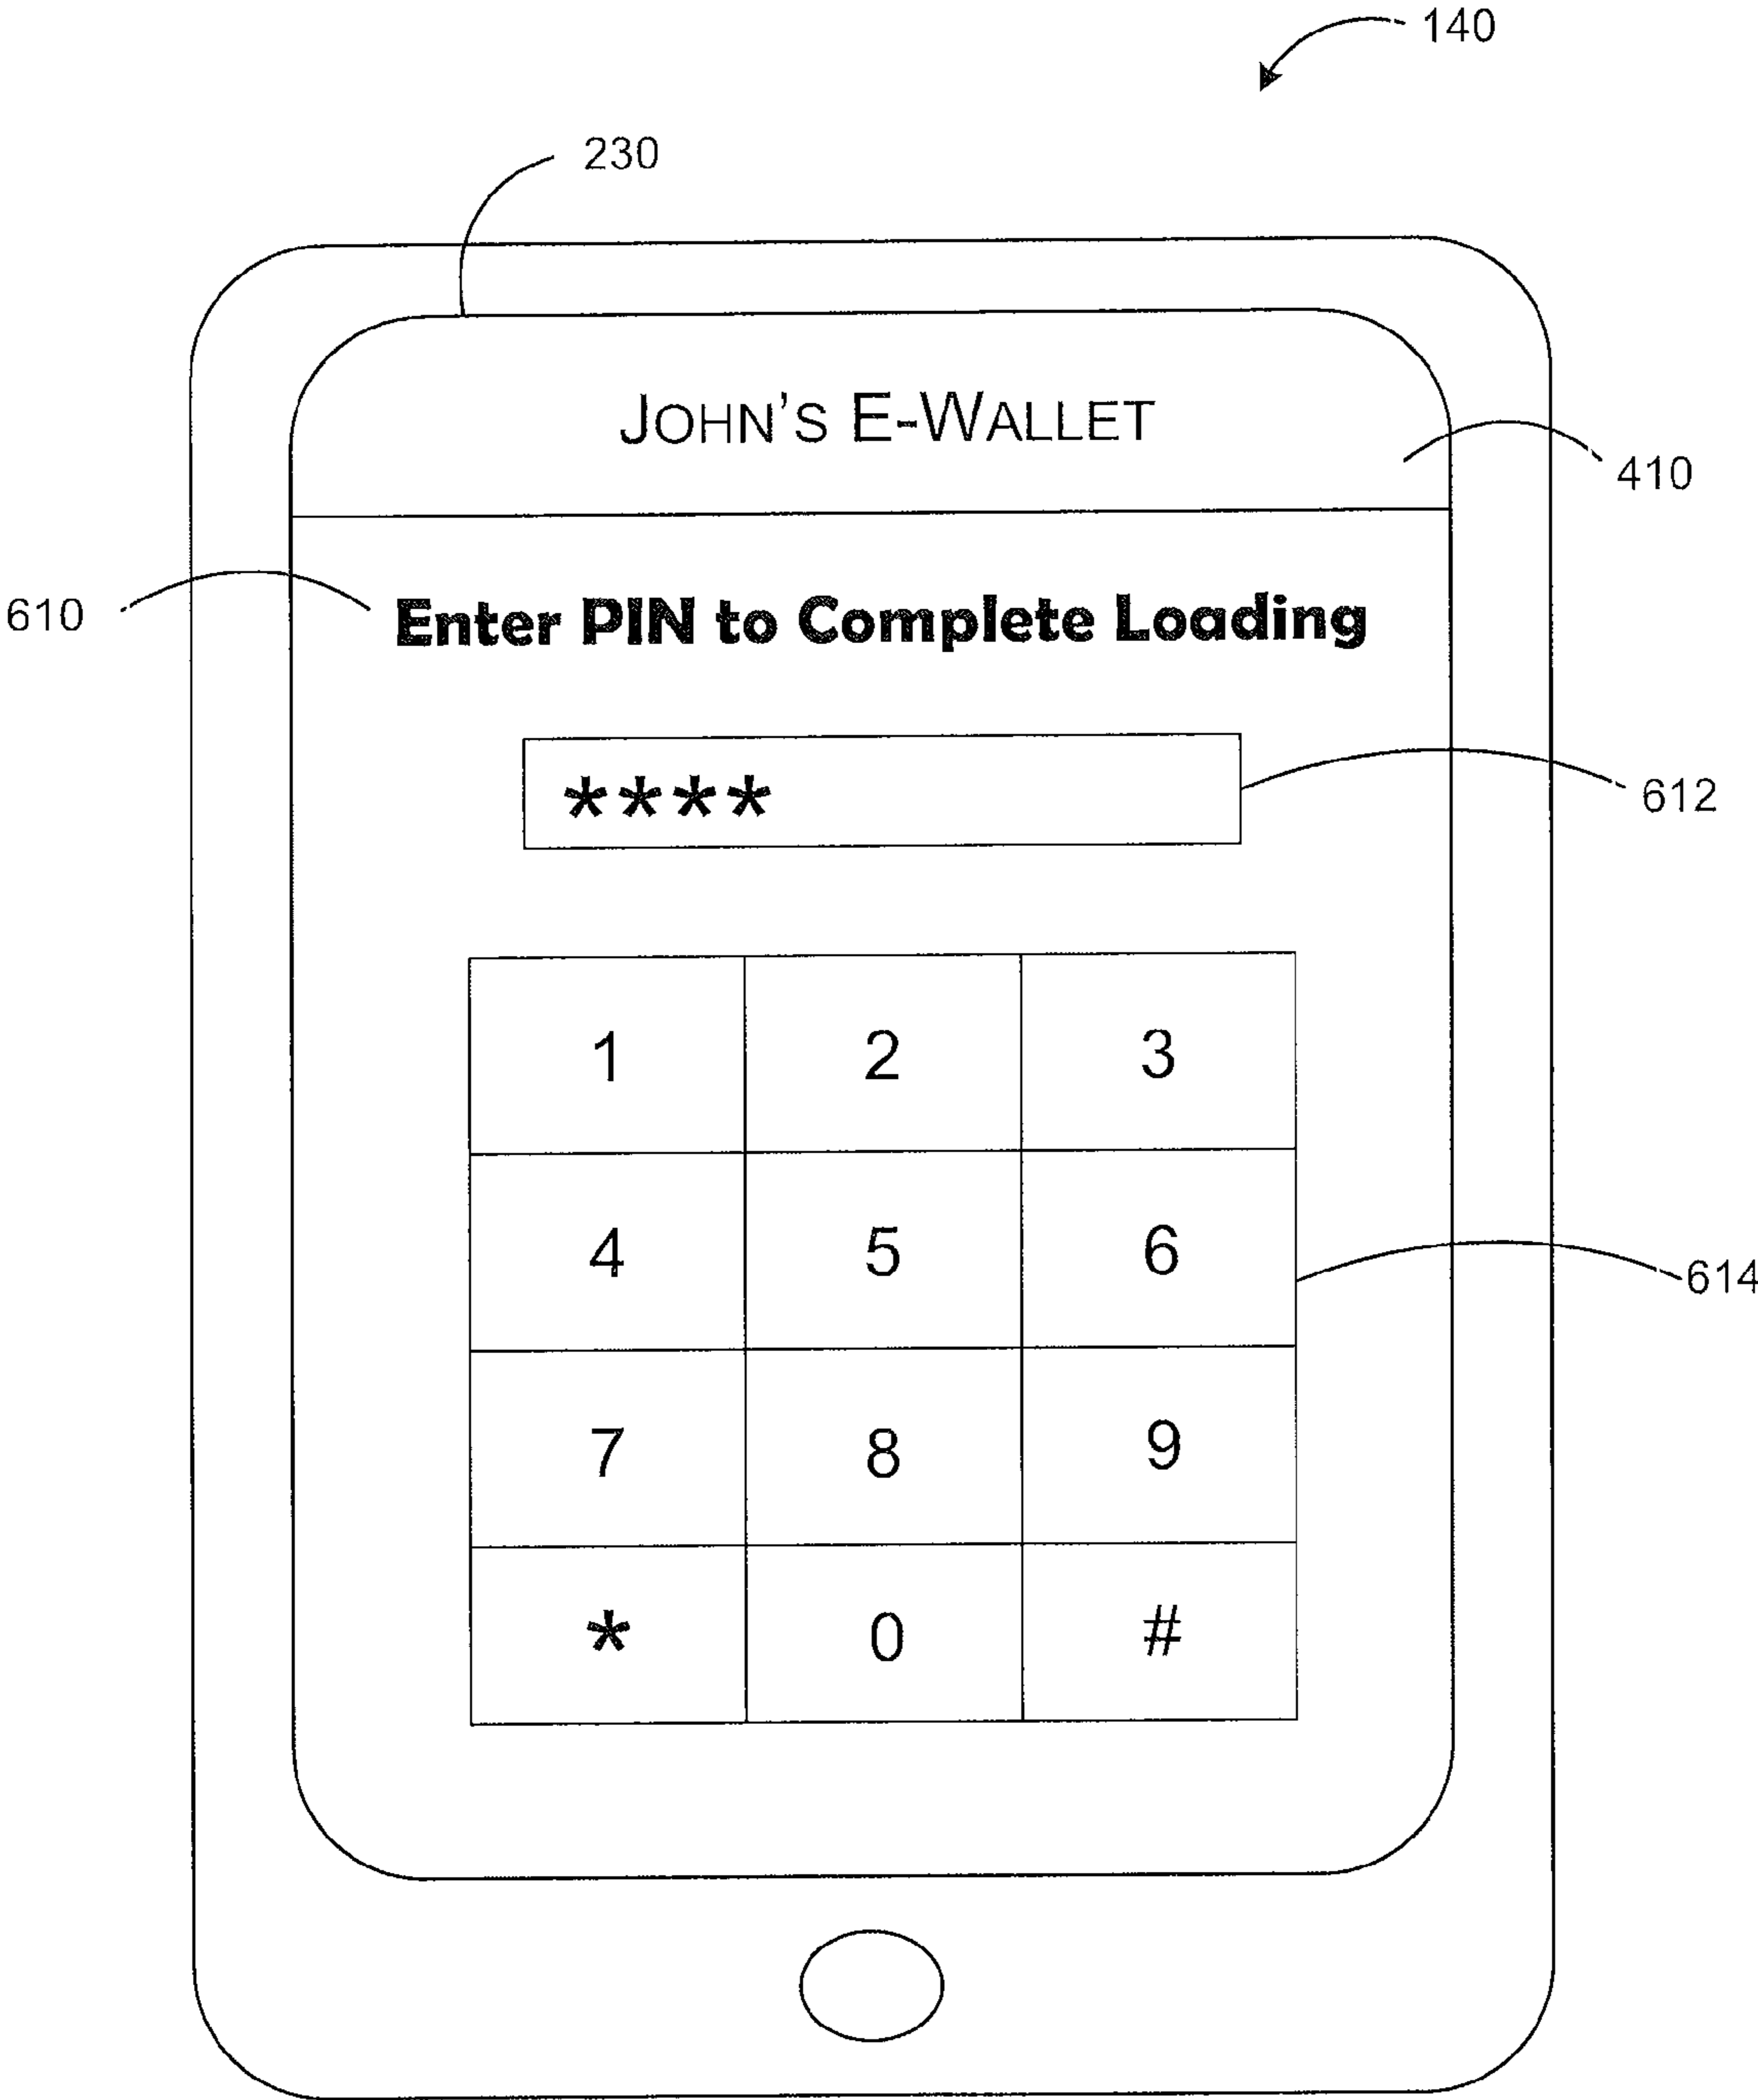 140
230
JOHN'S E-WALLET
410
610
Enter PIN to Complete Loading
****
612
1 2 3
4 5 6
614
7 8 9
* 0 #